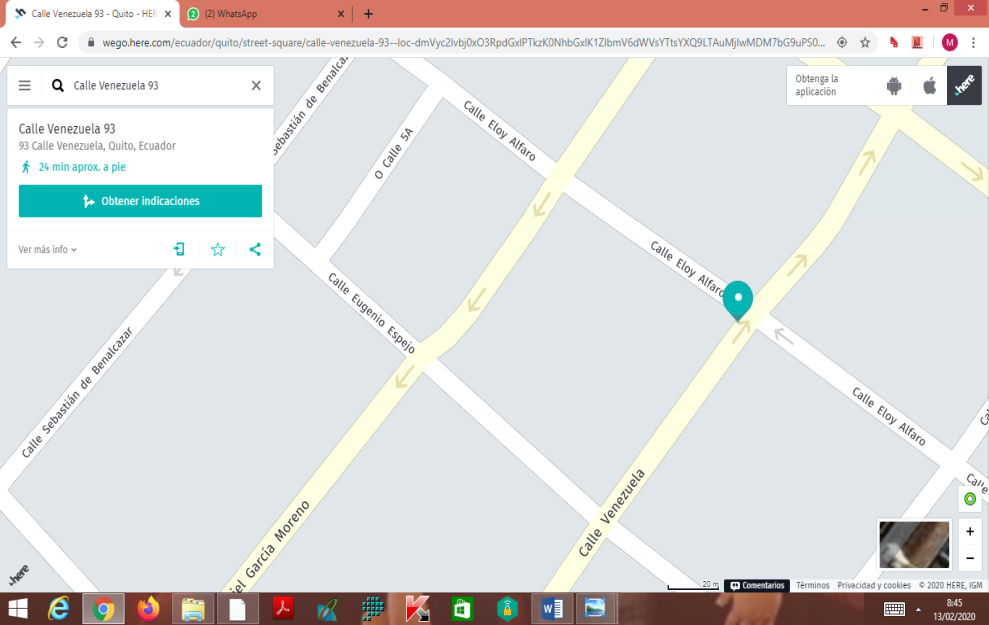 Calle Venezuela 93 - Quito - HER
(2) WhatsApp
wego.here.com/ecuador/quito/street-square/calle-venezuela-93--loc-
M
Calle Venezuela 93
Obtenga la
aplicación
here
Calle Venezuela 93
93 Calle Venezuela, Quito, Ecuador
24 min aprox. a pie
Obtener indicaciones
Ver más info
Sebastián de Benalca
O Calle 5A
Calle Eloy Alfaro
Calle Eloy Alfaro
Calle Eugenio Espejo
Calle Sebastián de Benalcazar
Calle Eloy Alfaro
Calle Venezuela
iel García Moreno
Calle
here
20 m
Comentarios
Términos
Privacidad y cookies
© 2020 HERE, IGM
8:45
13/02/2020